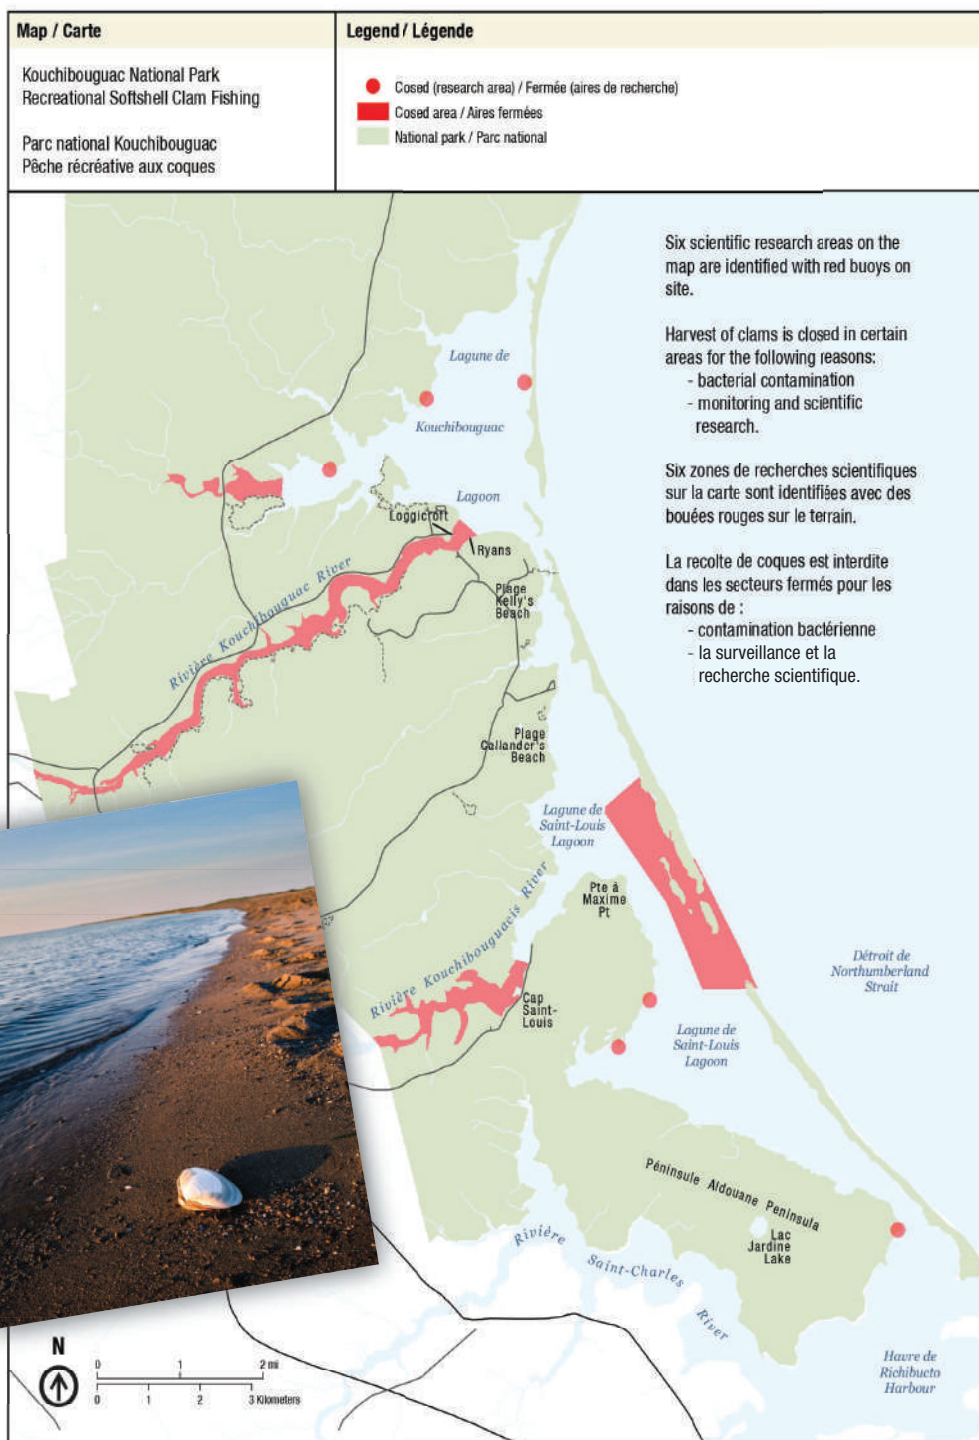 Map / Carte
Kouchibouguac National Park
Recreational Softshell Clam Fishing
Parc national Kouchibouguac
Pêche récréative aux coques
Legend / Légende
Cosed (research area) / Fermée (aires de recherche)
Cosed area / Aires fermées
National park / Parc national
Six scientific research areas on the
map are identified with red buoys on
site.
Harvest of clams is closed in certain
areas for the following reasons:
- bacterial contamination
- monitoring and scientific
research.
Six zones de recherches scientifiques
sur la carte sont identifiées avec des
bouées rouges sur le terrain.
La recolte de coques est interdite
dans les secteurs fermés pour les
raisons de :
- contamination bactérienne
- la surveillance et la
recherche scientifique.
Lagune de
Kouchibouguac
Lagoon
Loggicroft
Ryans
Rivière Kouchibouguac River
Plage
Kelly's
Beach
Plage
Callander's
Beach
Lagune de
Saint-Louis
Lagoon
Pte à
Maxime
Pt
Rivière Kouchibouguacis River
Cap
Saint-
Louis
Détroit de
Northumberland
Strait
Lagune de
Saint-Louis
Lagoon
Péninsule Aldouane Peninsula
Lac
Jardine
Lake
Rivière Saint-Charles River
Havre de
Richibucto
Harbour
N
0 1 2 mi
0 1 2 3 Kilometers